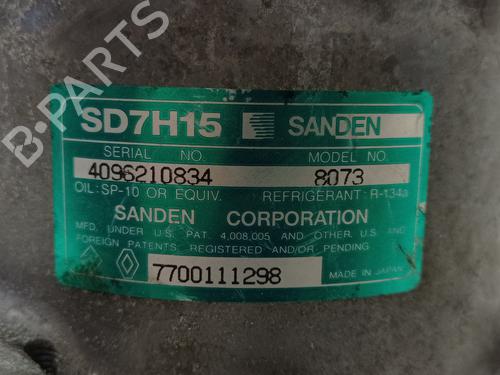 B-PARTS
SD7H15 SANDEN
SERIAL NO. MODEL NO.
4096210834 8073
OIL: SP-10 OR EQUIV. REFRIGERANT: R-134a
SANDEN CORPORATION
MFD. UNDER U.S. PAT. 4,008,005 AND OTHER U.S. AND
FOREIGN PATENTS REGISTERED AND/OR PENDING
7700111298 MADE IN JAPAN